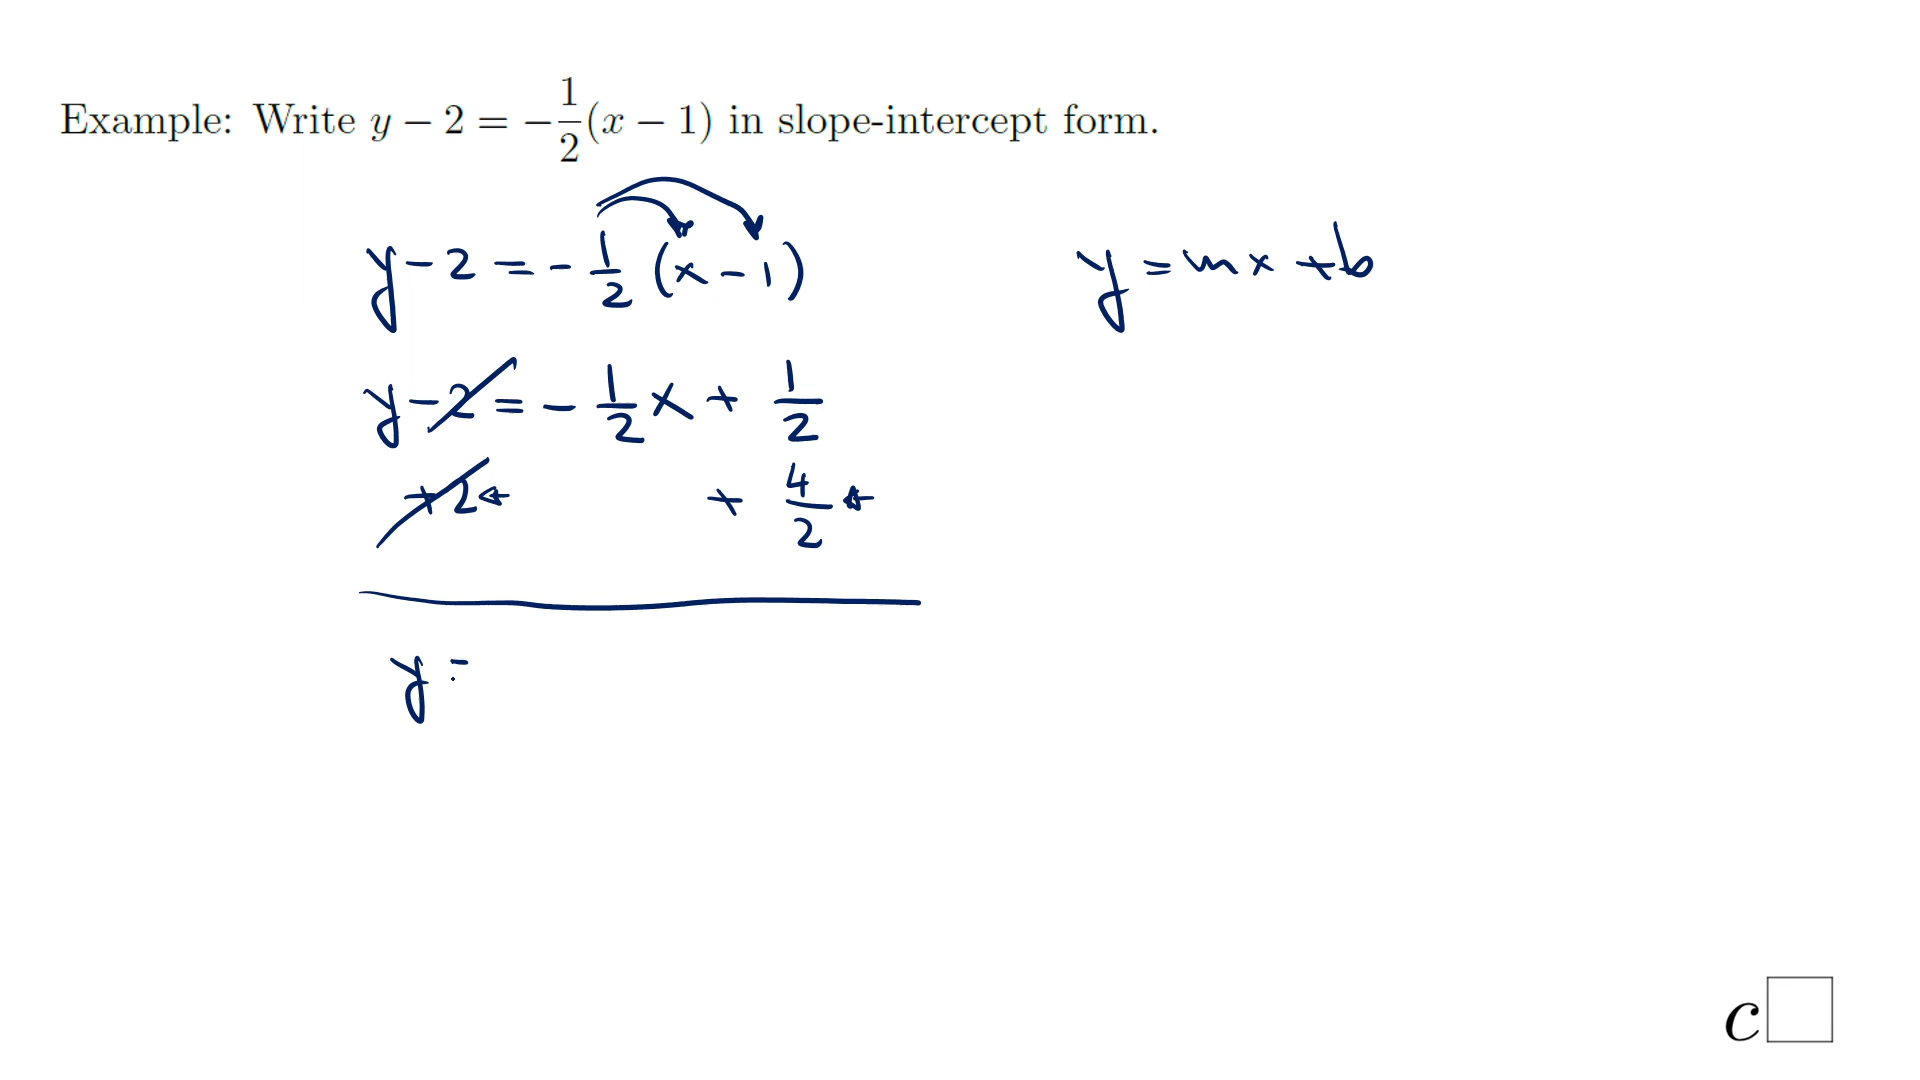 Example: Write y − 2 = −1/2(x − 1) in slope-intercept form.
y − 2 = − 1/2 (x − 1)
y = mx + b
y − 2 = − 1/2 x + 1/2
+ 2 + 4/2
y =
c